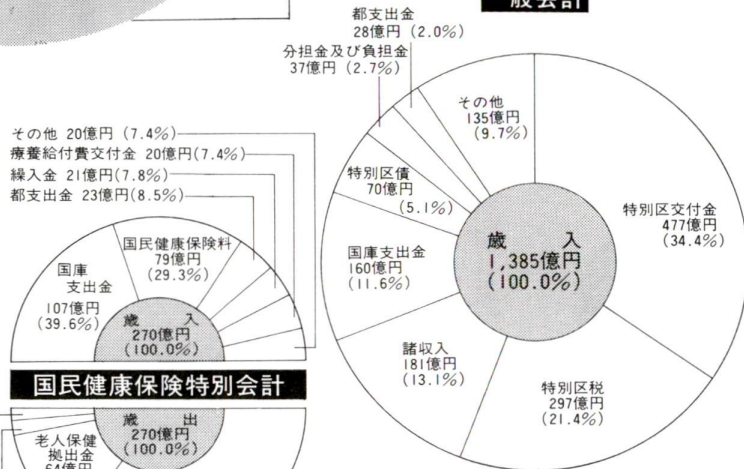 般会計
都支出金
28億円 (2.0%)
分担金及び負担金
37億円 (2.7%)
その他
135億円
(9.7%)
特別区債
70億円
(5.1%)
国庫支出金
160億円
(11.6%)
諸収入
181億円
(13.1%)
特別区税
297億円
(21.4%)
特別区交付金
477億円
(34.4%)
歳 入
1,385億円
(100.0%)
その他 20億円 (7.4%)
療養給付費交付金 20億円(7.4%)
繰入金 21億円(7.8%)
都支出金 23億円(8.5%)
国民健康保険料
79億円
(29.3%)
国庫
支出金
107億円
(39.6%)
歳 入
270億円
(100.0%)
国民健康保険特別会計
歳 出
270億円
(100.0%)
老人保健
拠出金
64億円